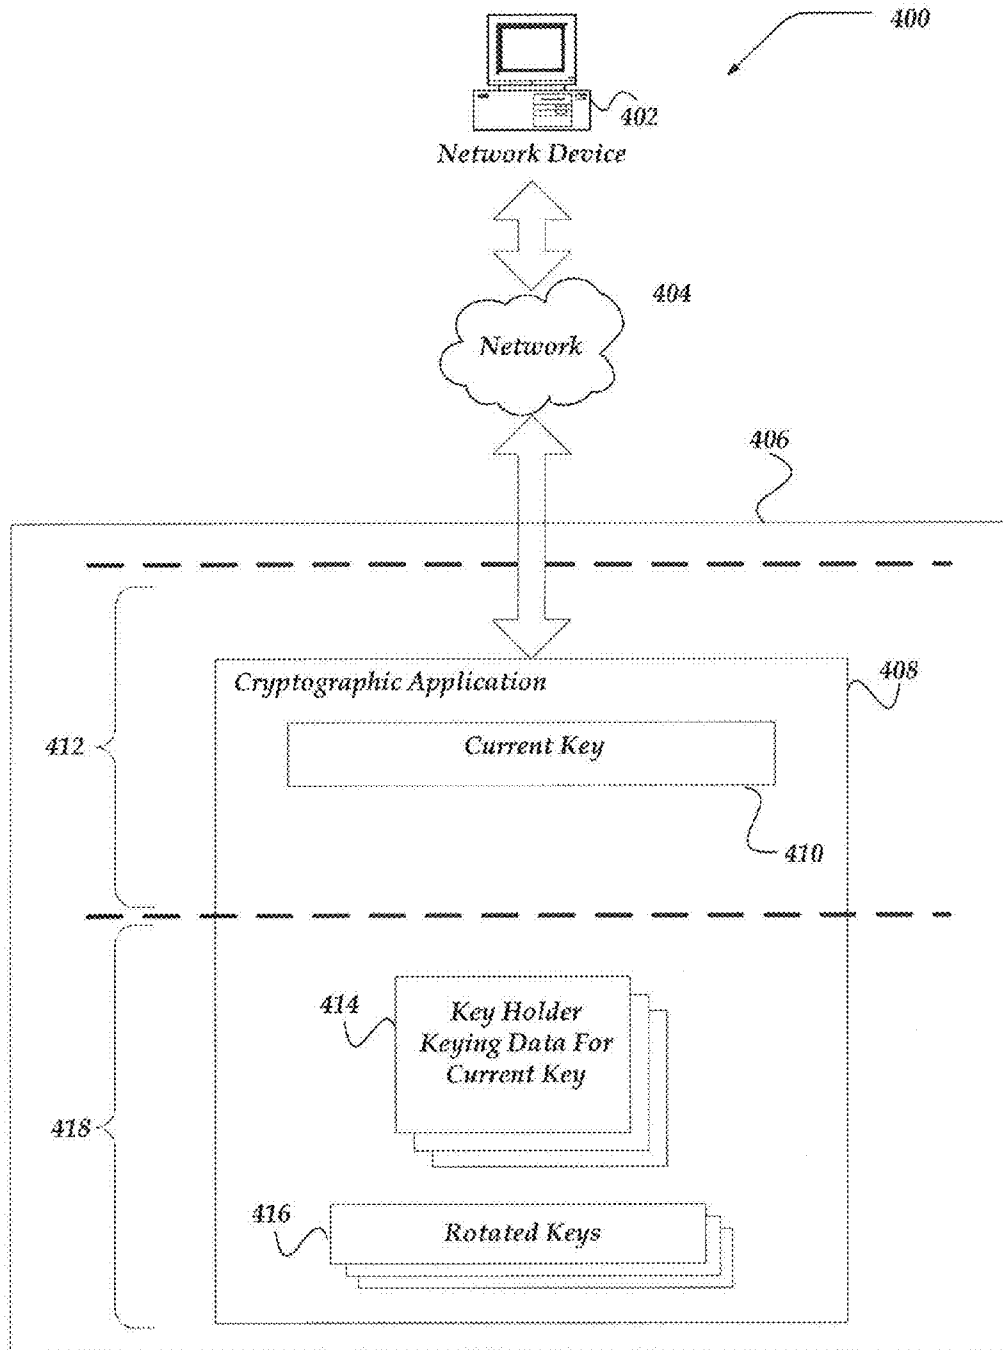 400
402
Network Device
404
Network
406
408
Cryptographic Application
412
Current Key
410
414
Key Holder
Keying Data For
Current Key
418
416
Rotated Keys